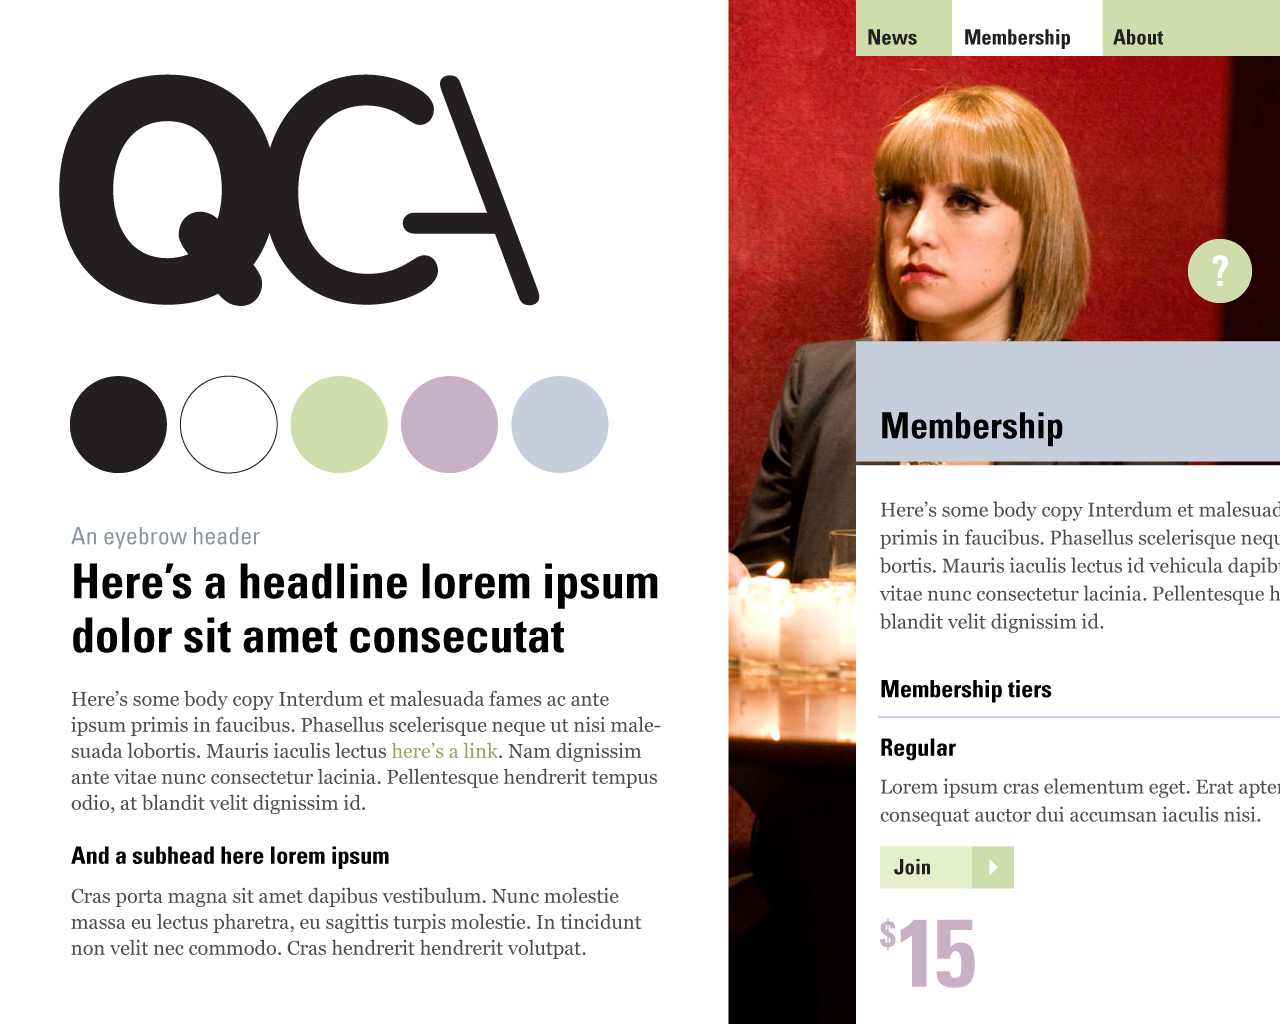 QCA
An eyebrow header
Here’s a headline lorem ipsum
dolor sit amet consecutat
Here’s some body copy Interdum et malesuada fames ac ante
ipsum primis in faucibus. Phasellus scelerisque neque ut nisi male-
suada lobortis. Mauris iaculis lectus here’s a link. Nam dignissim
ante vitae nunc consectetur lacinia. Pellentesque hendrerit tempus
odio, at blandit velit dignissim id.
And a subhead here lorem ipsum
Cras porta magna sit amet dapibus vestibulum. Nunc molestie
massa eu lectus pharetra, eu sagittis turpis molestie. In tincidunt
non velit nec commodo. Cras hendrerit hendrerit volutpat.
News Membership About
?
Membership
Here’s some body copy Interdum et malesuad
primis in faucibus. Phasellus scelerisque nequ
bortis. Mauris iaculis lectus id vehicula dapibu
vitae nunc consectetur lacinia. Pellentesque h
blandit velit dignissim id.
Membership tiers
Regular
Lorem ipsum cras elementum eget. Erat apten
consequat auctor dui accumsan iaculis nisi.
Join
$15